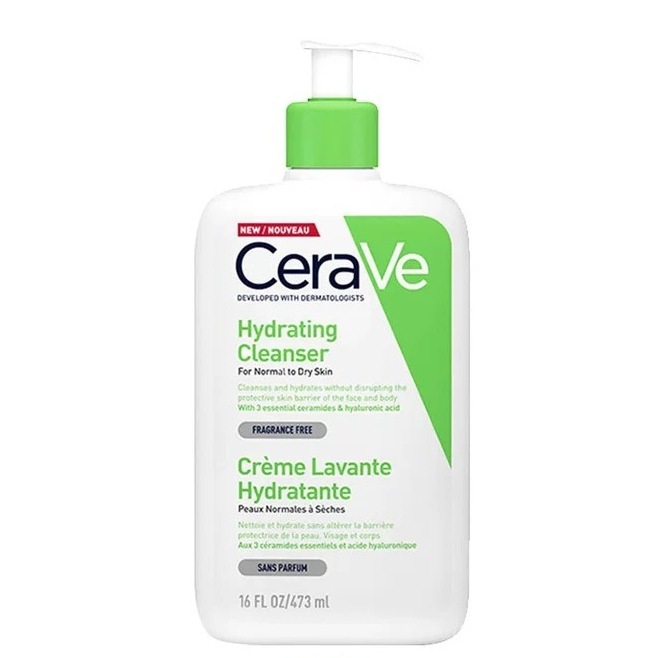 NEW / NOUVEAU
CeraVe
DEVELOPED WITH DERMATOLOGISTS
Hydrating
Cleanser
For Normal to Dry Skin
Cleanses and hydrates without disrupting the
protective skin barrier of the face and body
With 3 essential ceramides & hyaluronic acid
FRAGRANCE FREE
Crème Lavante
Hydratante
Peaux Normales à Sèches
Nettoie et hydrate sans altérer la barrière
protectrice de la peau. Visage et corps
Aux 3 céramides essentiels et acide hyaluronique
SANS PARFUM
16 FL OZ/473 ml